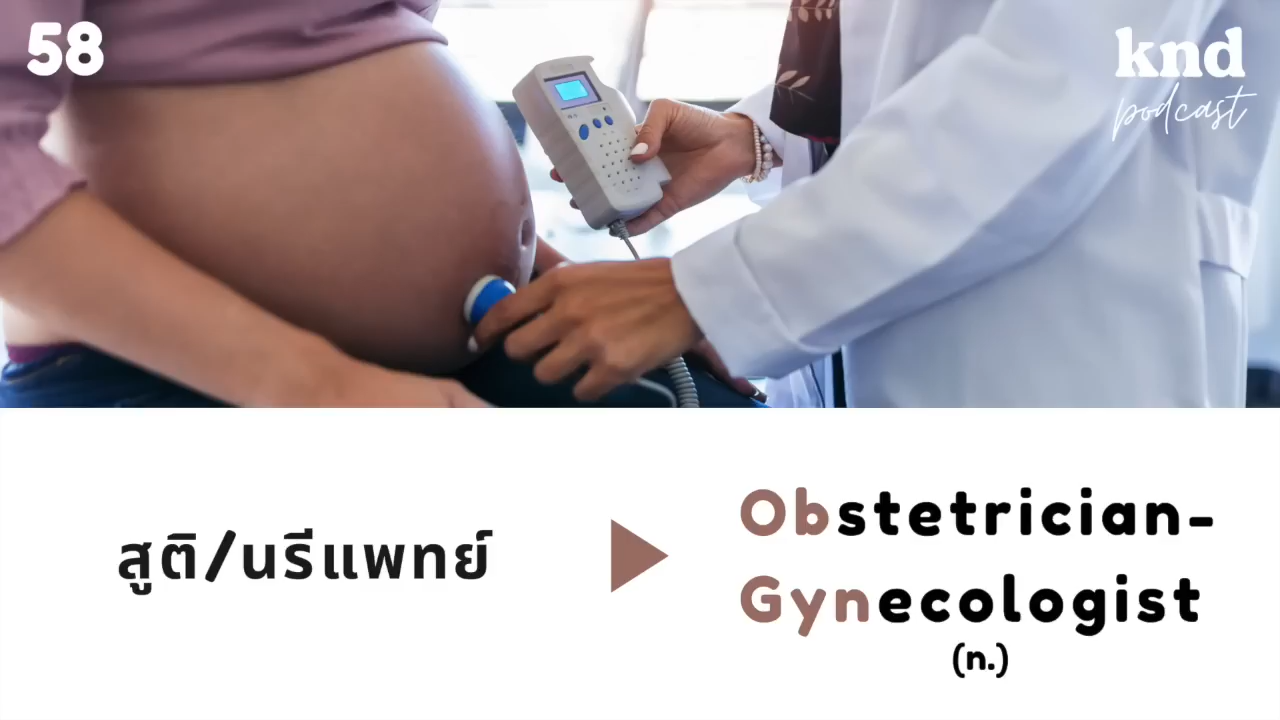 58
knd
podcast
สูติ/นรีแพทย์
Obstetrician-
Gynecologist
(n.)